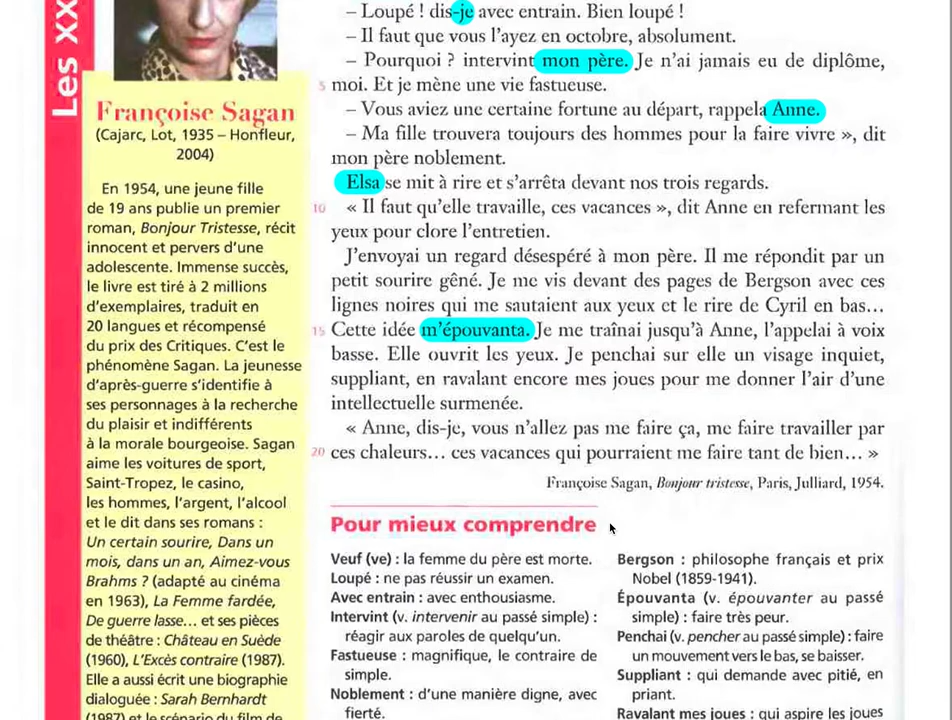 Les XX
Françoise Sagan
(Cajarc, Lot, 1935 – Honfleur,
2004)
En 1954, une jeune fille
de 19 ans publie un premier
roman, Bonjour Tristesse, récit
innocent et pervers d'une
adolescente. Immense succès,
le livre est tiré à 2 millions
d'exemplaires, traduit en
20 langues et récompensé
du prix des Critiques. C'est le
phénomène Sagan. La jeunesse
d'après-guerre s'identifie à
ses personnages à la recherche
du plaisir et indifférents
à la morale bourgeoise. Sagan
aime les voitures de sport,
Saint-Tropez, le casino,
les hommes, l'argent, l'alcool
et le dit dans ses romans :
Un certain sourire, Dans un
mois, dans un an, Aimez-vous
Brahms ? (adapté au cinéma
en 1963), La Femme fardée,
De guerre lasse... et ses pièces
de théâtre : Château en Suède
(1960), L'Excès contraire (1987).
Elle a aussi écrit une biographie
dialoguée : Sarah Bernhardt
(1987) et le scénario du film de
– Loupé ! dis-je avec entrain. Bien loupé !
– Il faut que vous l'ayez en octobre, absolument.
– Pourquoi ? intervint mon père. Je n'ai jamais eu de diplôme,
5 moi. Et je mène une vie fastueuse.
– Vous aviez une certaine fortune au départ, rappela Anne.
– Ma fille trouvera toujours des hommes pour la faire vivre », dit
mon père noblement.
Elsa se mit à rire et s'arrêta devant nos trois regards.
10 « Il faut qu'elle travaille, ces vacances », dit Anne en refermant les
yeux pour clore l'entretien.
J'envoyai un regard désespéré à mon père. Il me répondit par un
petit sourire gêné. Je me vis devant des pages de Bergson avec ces
lignes noires qui me sautaient aux yeux et le rire de Cyril en bas...
15 Cette idée m'épouvanta. Je me traînai jusqu'à Anne, l'appelai à voix
basse. Elle ouvrit les yeux. Je penchai sur elle un visage inquiet,
suppliant, en ravalant encore mes joues pour me donner l'air d'une
intellectuelle surmenée.
« Anne, dis-je, vous n'allez pas me faire ça, me faire travailler par
20 ces chaleurs... ces vacances qui pourraient me faire tant de bien... »
Françoise Sagan, Bonjour tristesse, Paris, Julliard, 1954.
Pour mieux comprendre
Veuf (ve) : la femme du père est morte.
Loupé : ne pas réussir un examen.
Avec entrain : avec enthousiasme.
Intervint (v. intervenir au passé simple) :
réagir aux paroles de quelqu'un.
Fastueuse : magnifique, le contraire de
simple.
Noblement : d'une manière digne, avec
fierté.
Bergson : philosophe français et prix
Nobel (1859-1941).
Épouvanta (v. épouvanter au passé
simple) : faire très peur.
Penchai (v. pencher au passé simple) : faire
un mouvement vers le bas, se baisser.
Suppliant : qui demande avec pitié, en
priant.
Ravalant mes joues : qui aspire les joues